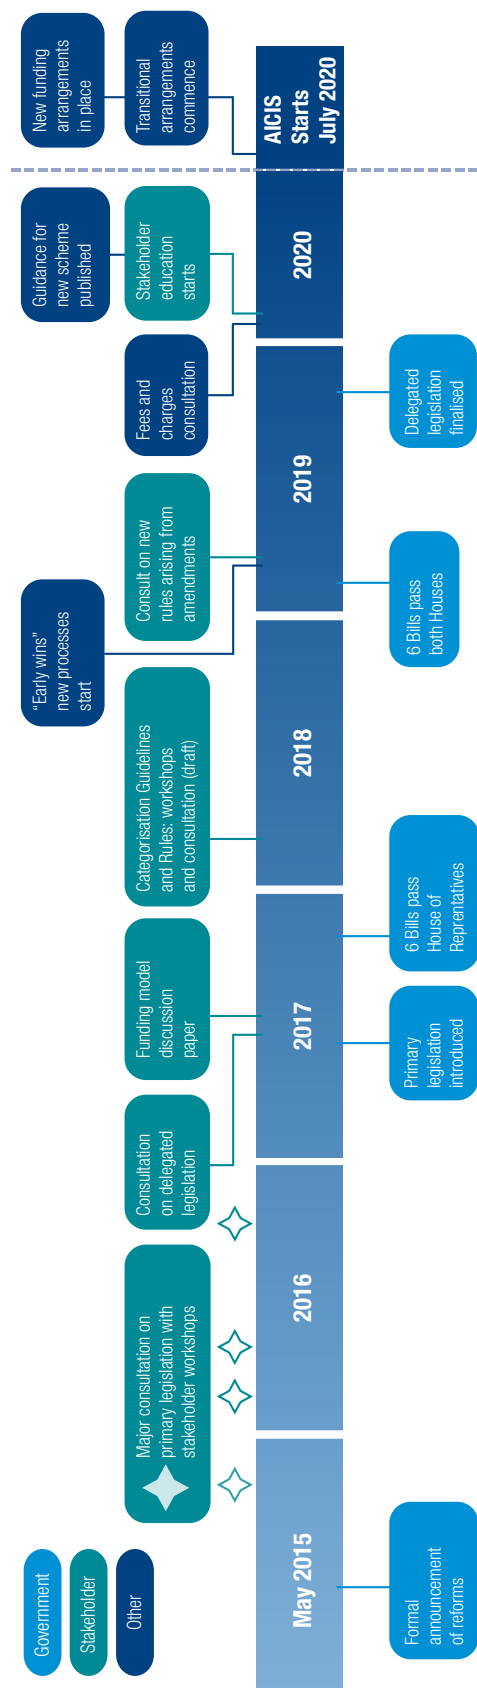 Government
Stakeholder
Other
Major consultation on
primary legislation with
stakeholder workshops
Consultation
on delegated
legislation
Funding model
discussion
paper
Categorisation Guidelines
and Rules: workshops
and consultation (draft)
"Early wins"
new processes
start
Consult on new
rules arising from
amendments
Fees and
charges
consultation
Guidance for
new scheme
published
Stakeholder
education
starts
New funding
arrangements
in place
Transitional
arrangements
commence
May 2015
2016
2017
2018
2019
2020
AICIS
Starts
July 2020
Formal
announcement
of reforms
Primary
legislation
introduced
6 Bills pass
House of
Reprentatives
6 Bills pass
both Houses
Delegated
legislation
finalised